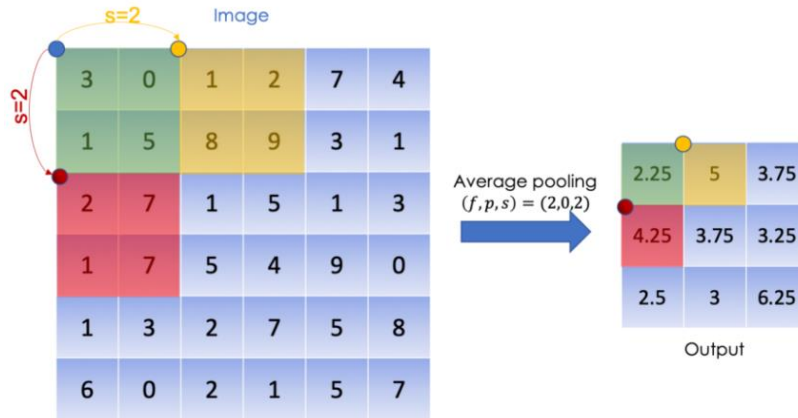 s=2
Image
s=2
3 0 1 2 7 4
1 5 8 9 3 1
2 7 1 5 1 3
1 7 5 4 9 0
1 3 2 7 5 8
6 0 2 1 5 7
Average pooling
(f, p, s) = (2,0,2)
2.25 5 3.75
4.25 3.75 3.25
2.5 3 6.25
Output